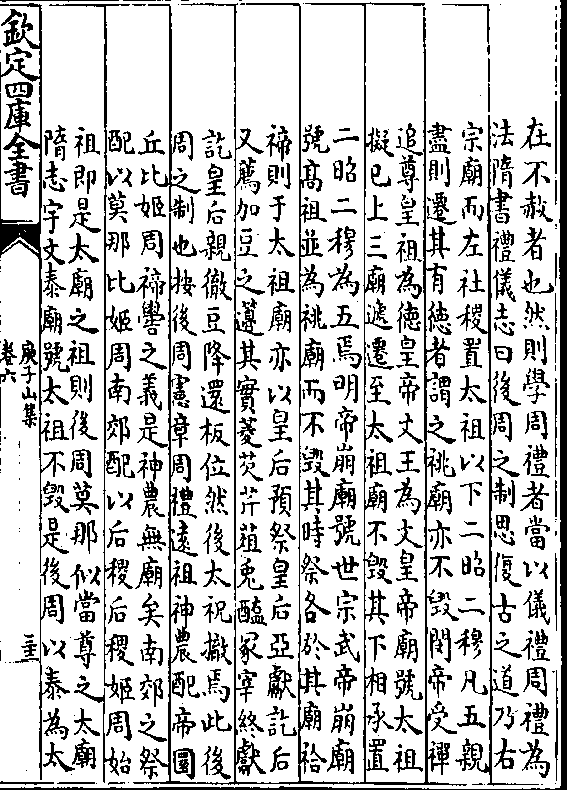 在不赦者也然則學周禮者當以儀禮周禮為
法隋書禮儀志曰後周之制思復古之道乃右
宗廟而左社稷置太祖以下二昭二穆凡五親
盡則遷其有徳者謂之祧廟亦不毀閔帝受禪
追尊皇祖為徳皇帝文王為文皇帝廟號太祖
擬已上三廟遞遷至太祖廟不毀其下相承置
二昭二穆為五焉明帝崩廟號世宗武帝崩廟
號髙祖並為祧廟而不毀其時祭各於其廟祫
禘則于太祖廟亦以皇后預祭皇后亞獻訖后
又薦加豆之籩其實菱芡芹葅兎醢冢宰終獻
訖皇后親徹豆降還板位然後太祝撤焉此後
周之制也按後周憲章周禮逺祖神農配帝圜
丘比姬周禘嚳之義是神農無廟矣南郊之祭
配以莫那比姬周南郊配以后稷后稷姬周始
祖即是太廟之祖則後周莫那似當尊之太廟
隋志宇文泰廟號太祖不毀是後周以泰為太
欽定四庫全書
庾子山集
卷六